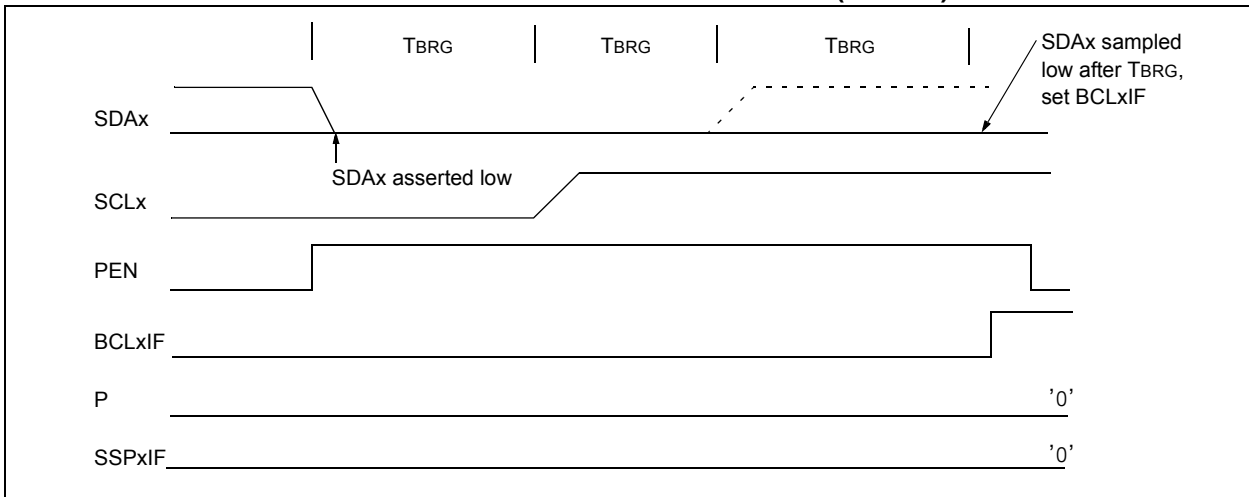 TBRG TBRG TBRG
SDAx sampled
low after TBRG,
set BCLxIF
SDAx
SDAx asserted low
SCLx
PEN
BCLxIF
P '0'
SSPxIF '0'